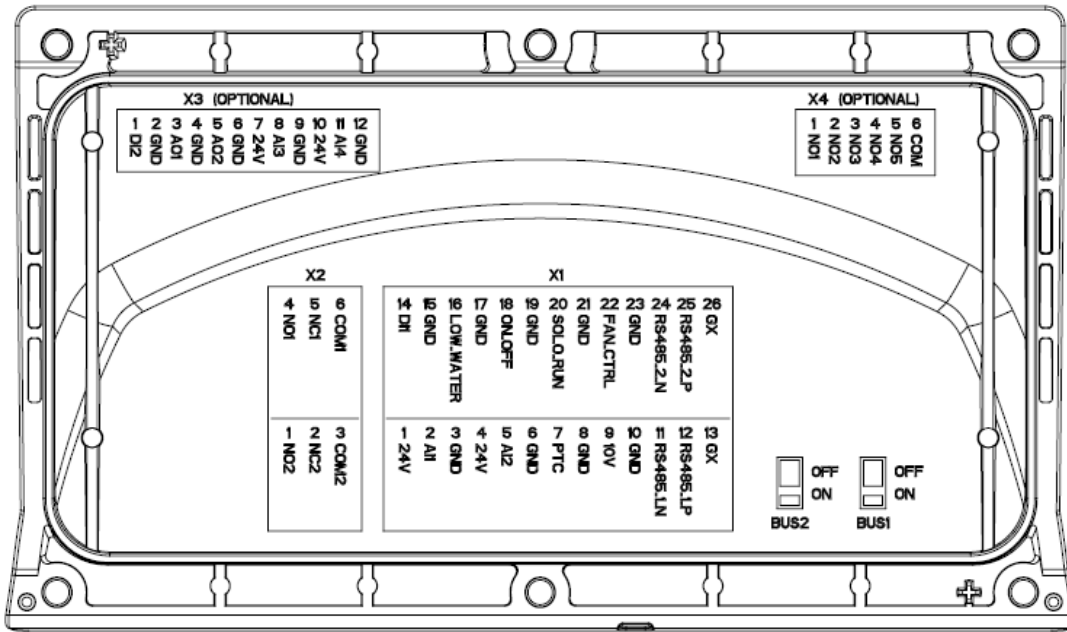 X3 (OPTIONAL)
1 DI2
2 GND
3 AO1
4 GND
5 AO2
6 GND
7 24V
8 AI3
9 GND
10 24V
11 AI4
12 GND
X4 (OPTIONAL)
1 NO1
2 NO2
3 NO3
4 NO4
5 NO5
6 COM
X2
4 NO1
5 NC1
6 COM1
1 NO2
2 NC2
3 COM2
X1
14 DI1
15 GND
16 LOW.WATER
17 GND
18 ON.OFF
19 GND
20 SOLO.RUN
21 GND
22 FAN.CTRL
23 GND
24 RS485.2.N
25 RS485.2.P
26 GX
1 24V
2 AI1
3 GND
4 24V
5 AI2
6 GND
7 PTC
8 GND
9 10V
10 GND
11 RS485.1.N
12 RS485.1.P
13 GX
OFF
ON
BUS2
OFF
ON
BUS1